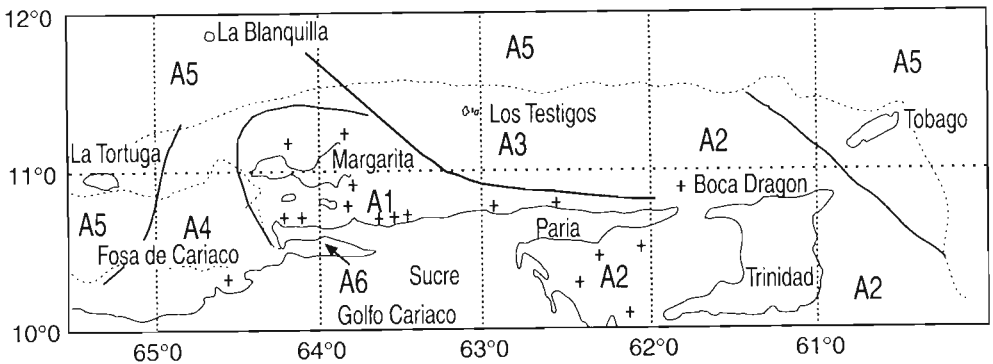 12°0
La Blanquilla
A5
A5
A5
Los Testigos
Tobago
La Tortuga
Margarita
A3
A2
11°0
Boca Dragon
A1
A5
A4
Paria
Fosa de Cariaco
A6
Sucre
A2
Trinidad
A2
Golfo Cariaco
10°0
65°0
64°0
63°0
62°0
61°0